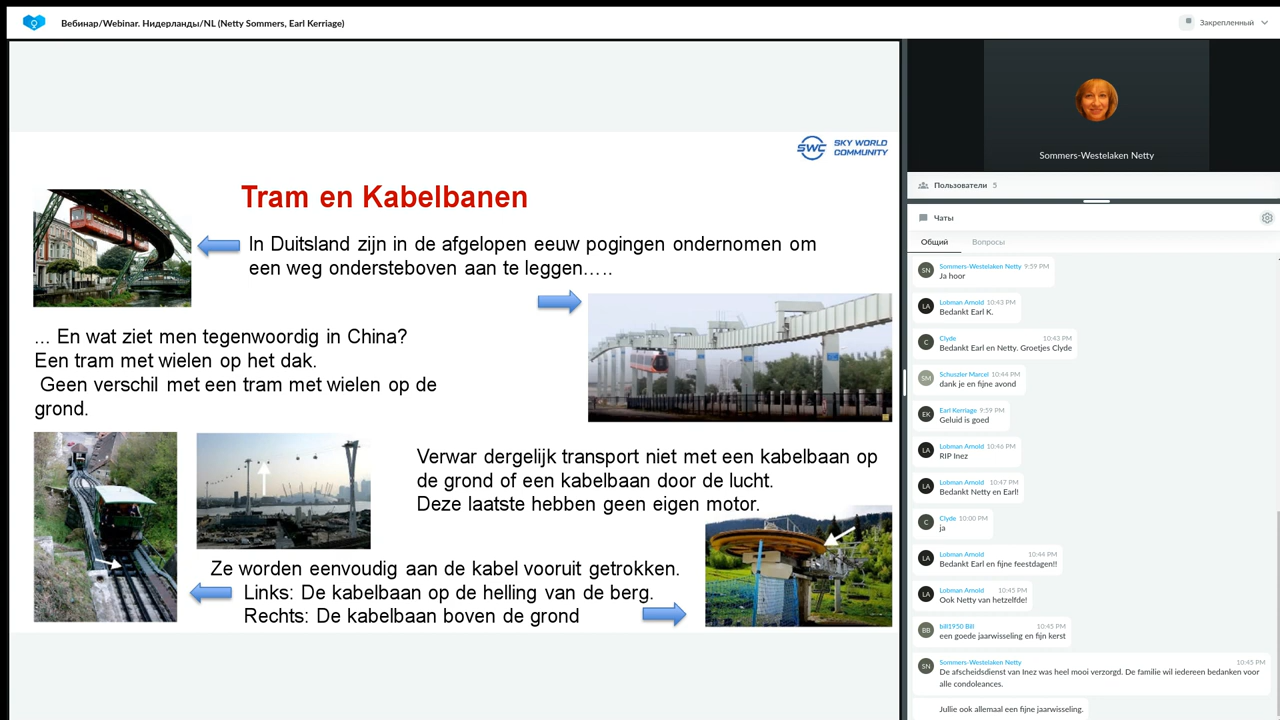 Вебинар/Webinar. Нидерланды/NL (Netty Sommers, Earl Kerriage)
Закрепленный
SWC SKY WORLD
COMMUNITY
Tram en Kabelbanen
In Duitsland zijn in de afgelopen eeuw pogingen ondernomen om
een weg ondersteboven aan te leggen…..
... En wat ziet men tegenwoordig in China?
Een tram met wielen op het dak.
Geen verschil met een tram met wielen op de
grond.
Verwar dergelijk transport niet met een kabelbaan op
de grond of een kabelbaan door de lucht.
Deze laatste hebben geen eigen motor.
Ze worden eenvoudig aan de kabel vooruit getrokken.
Links: De kabelbaan op de helling van de berg.
Rechts: De kabelbaan boven de grond
Sommers-Westelaken Netty
Пользователи 5
Чаты
Общий Вопросы
SN Sommers-Westelaken Netty 9:59 PM
Ja hoor
LA Lobman Arnold 10:43 PM
Bedankt Earl K.
C Clyde 10:43 PM
Bedankt Earl en Netty. Groetjes Clyde
SM Schuszler Marcel 10:44 PM
dank je en fijne avond
EK Earl Kerriage 9:59 PM
Geluid is goed
LA Lobman Arnold 10:46 PM
RIP Inez
LA Lobman Arnold 10:47 PM
Bedankt Netty en Earl!
C Clyde 10:00 PM
ja
LA Lobman Arnold 10:44 PM
Bedankt Earl en fijne feestdagen!!
LA Lobman Arnold 10:45 PM
Ook Netty van hetzelfde!
BB bill1950 Bill 10:45 PM
een goede jaarwisseling en fijn kerst
SN Sommers-Westelaken Netty 10:45 PM
De afscheidsdienst van Inez was heel mooi verzorgd. De familie wil iedereen bedanken voor
alle condoleances.
Jullie ook allemaal een fijne jaarwisseling.